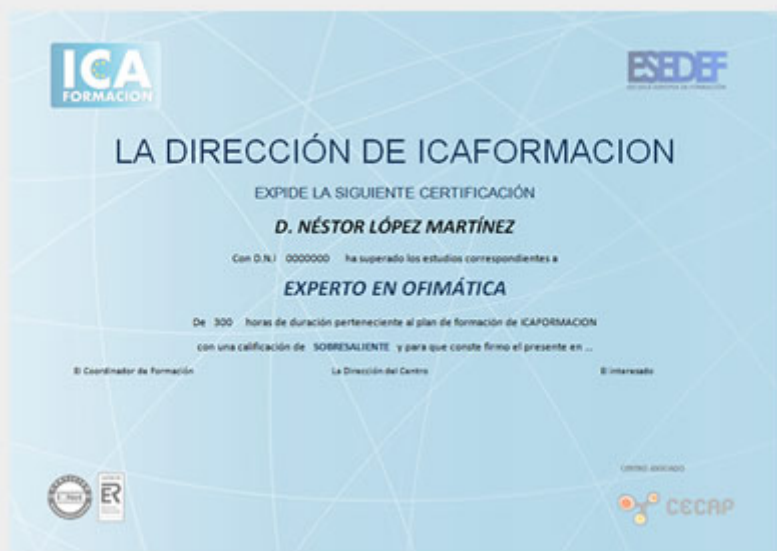 ICA
FORMACION
ESEDEF
LA DIRECCIÓN DE ICAFORMACION
EXPIDE LA SIGUIENTE CERTIFICACIÓN
D. NÉSTOR LÓPEZ MARTÍNEZ
Con D.N.I 0000000 ha superado los estudios correspondientes a
EXPERTO EN OFIMÁTICA
De 300 horas de duración perteneciente al plan de formación de ICAFORMACION
con una calificación de SOBRESALIENTE y para que conste firmo el presente en ...
El Coordinador de Formación La Dirección del Centro El interesado
ER
CENTRO ASOCIADO
CECAP